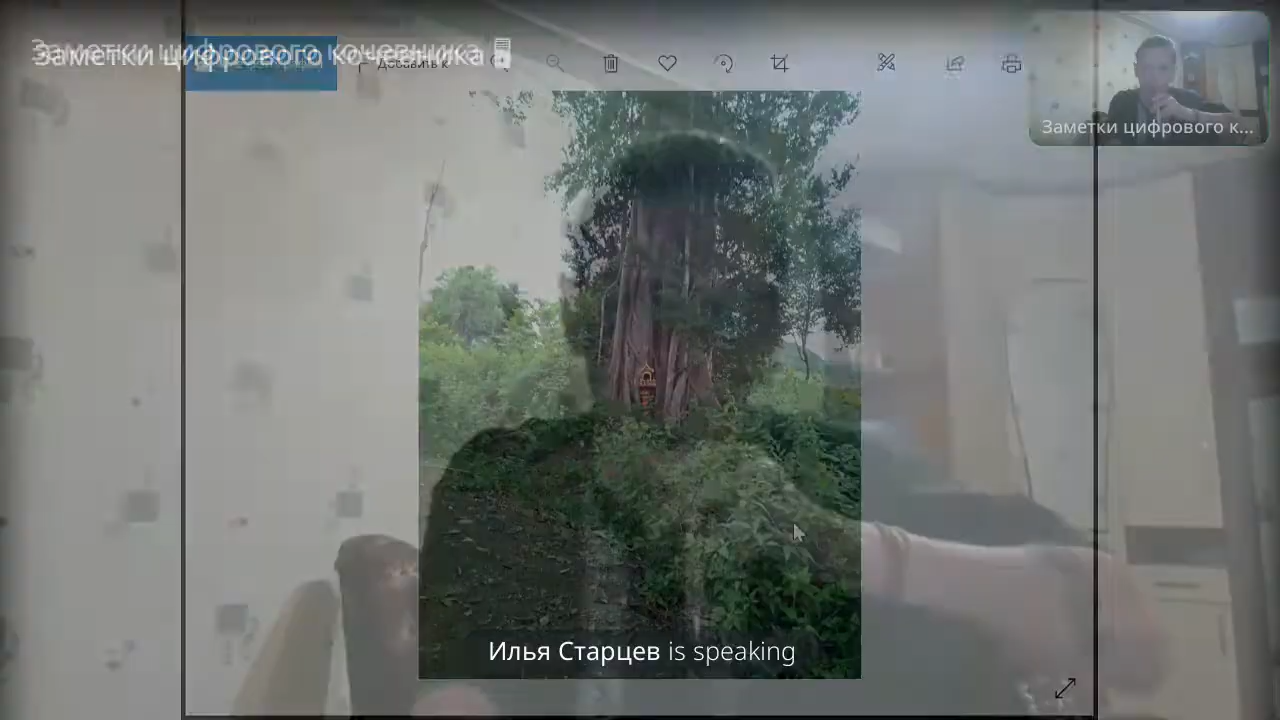 Заметки цифрового кочевника
Добавить к
Заметки цифрового к...
Илья Старцев is speaking